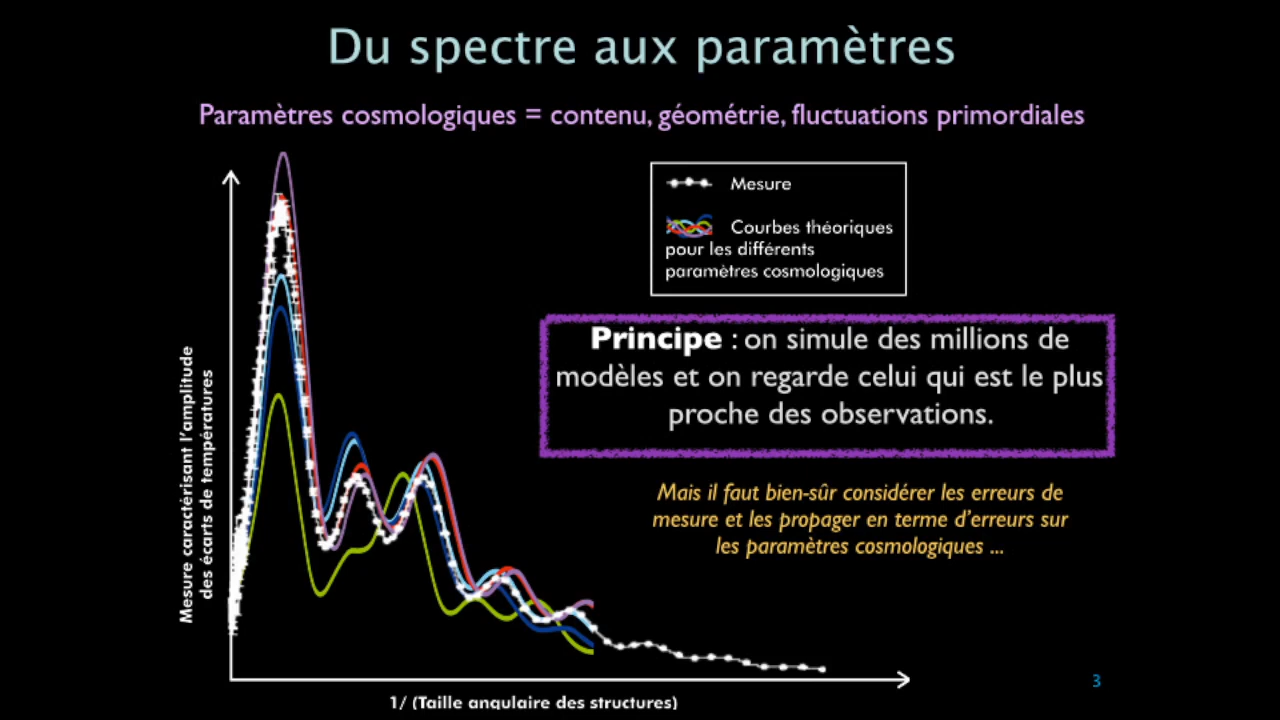 Du spectre aux paramètres
Paramètres cosmologiques = contenu, géométrie, fluctuations primordiales
Mesure
Courbes théoriques
pour les différents
paramètres cosmologiques
Principe : on simule des millions de
modèles et on regarde celui qui est le plus
proche des observations.
Mais il faut bien-sûr considérer les erreurs de
mesure et les propager en terme d'erreurs sur
les paramètres cosmologiques ...
Mesure caractérisant l'amplitude
des écarts de températures
1/ (Taille angulaire des structures)
3